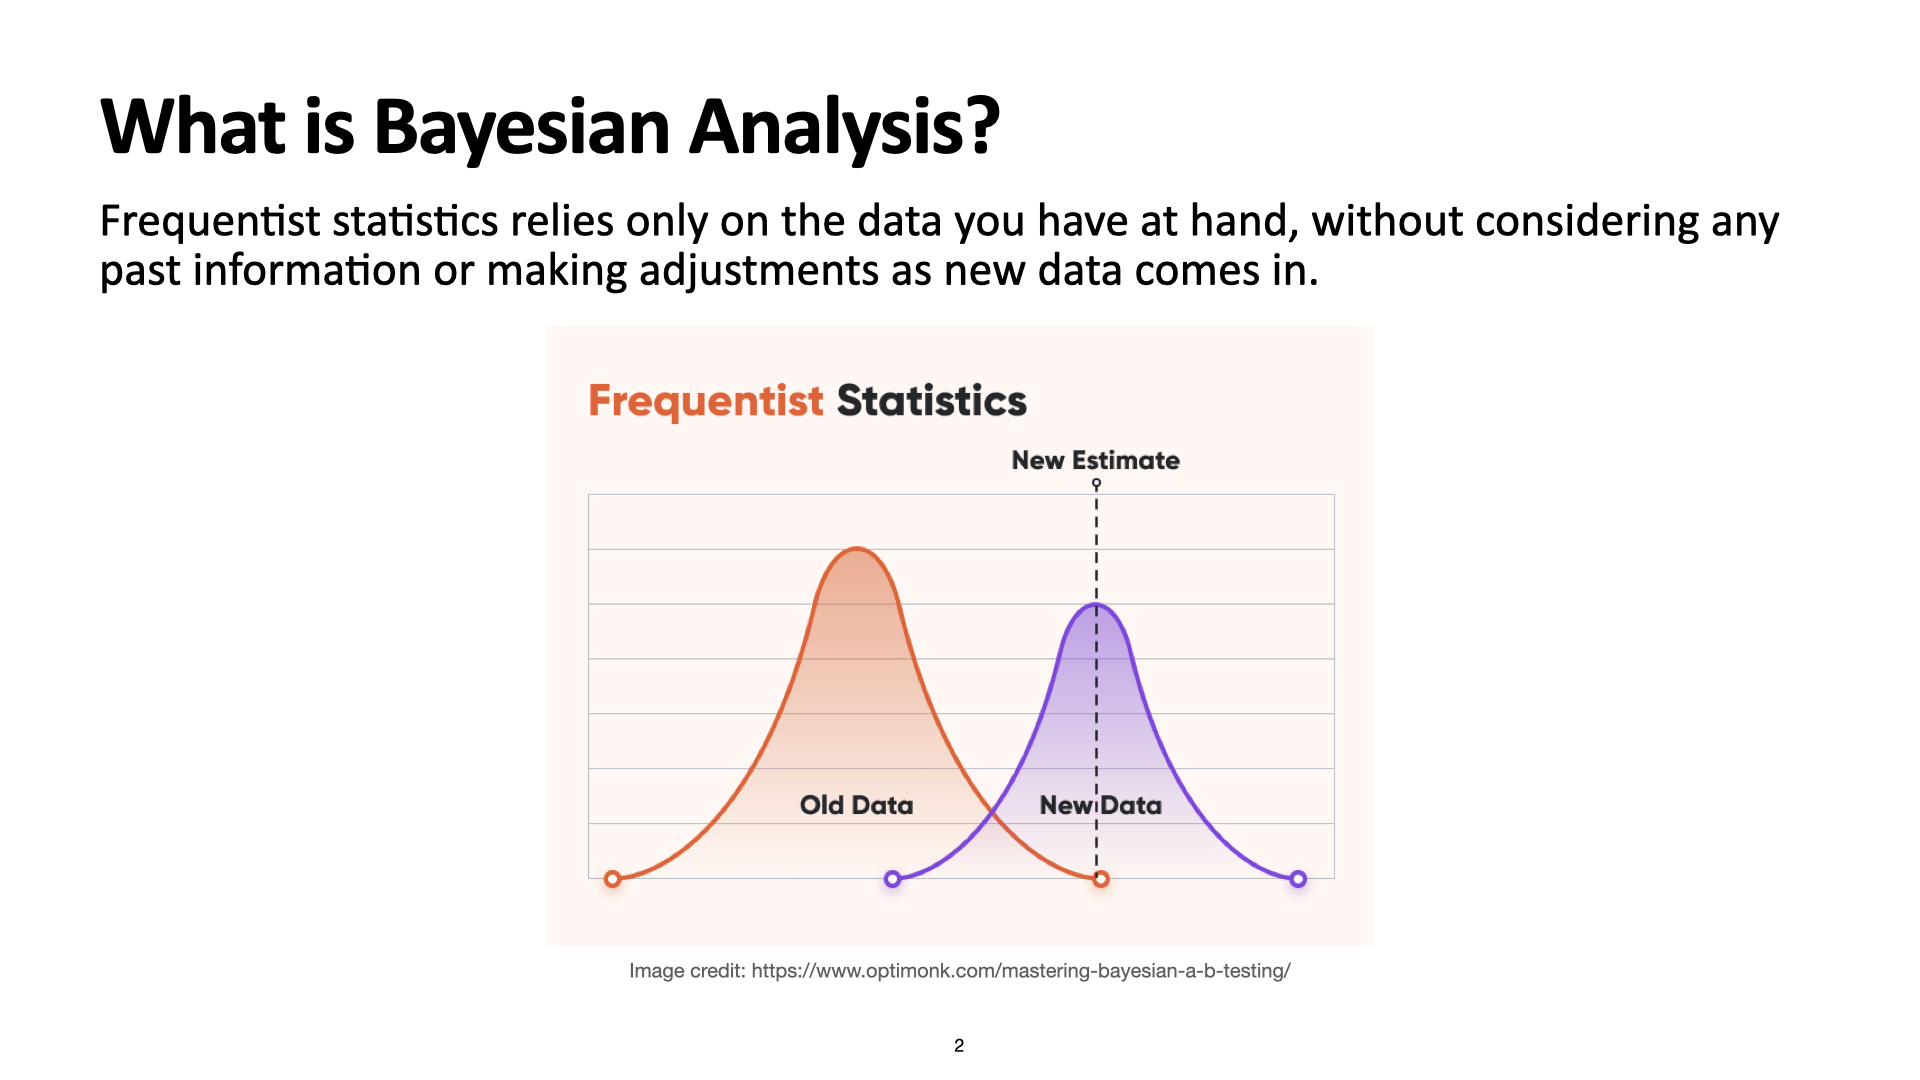 What is Bayesian Analysis?
Frequentist statistics relies only on the data you have at hand, without considering any
past information or making adjustments as new data comes in.
Frequentist Statistics
New Estimate
Old Data
New Data
Image credit: https://www.optimonk.com/mastering-bayesian-a-b-testing/
2